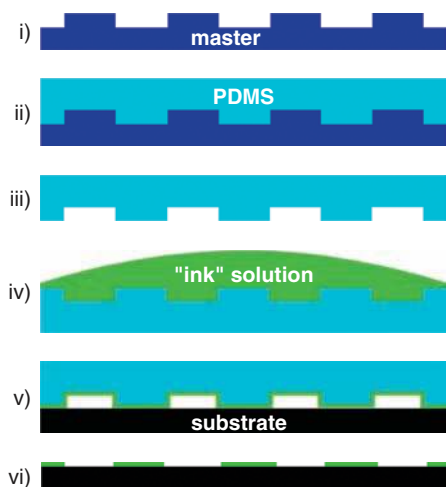 i)
master
PDMS
ii)
iii)
"ink" solution
iv)
v)
substrate
vi)